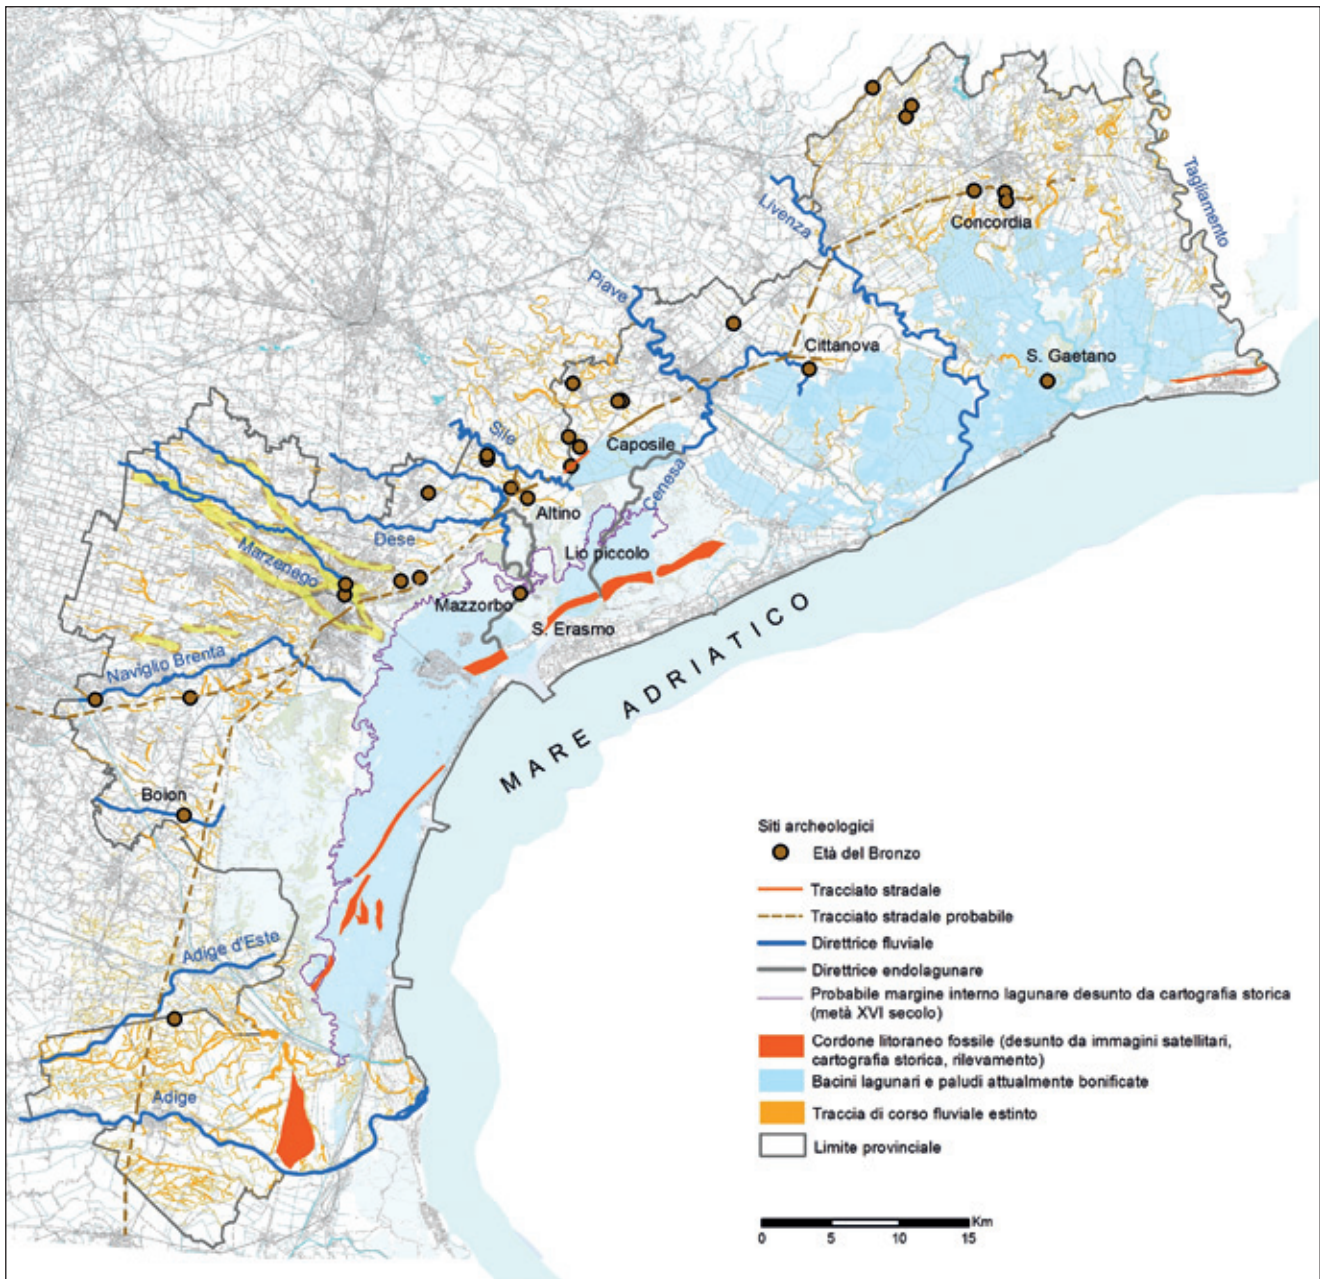 Tagliamento
Livenza
Concordia
Piave
Cittanova
S. Gaetano
Sile
Caposile
Cenesa
Altino
Dese
Lio piccolo
Marzenego
Mazzorbo
S. Erasmo
Naviglio Brenta
MARE ADRIATICO
Boion
Adige d'Este
Adige
Siti archeologici
Età del Bronzo
Tracciato stradale
Tracciato stradale probabile
Direttrice fluviale
Direttrice endolagunare
Probabile margine interno lagunare desunto da cartografia storica
(metà XVI secolo)
Cordone litoraneo fossile (desunto da immagini satellitari,
cartografia storica, rilevamento)
Bacini lagunari e paludi attualmente bonificate
Traccia di corso fluviale estinto
Limite provinciale
Km
0 5 10 15